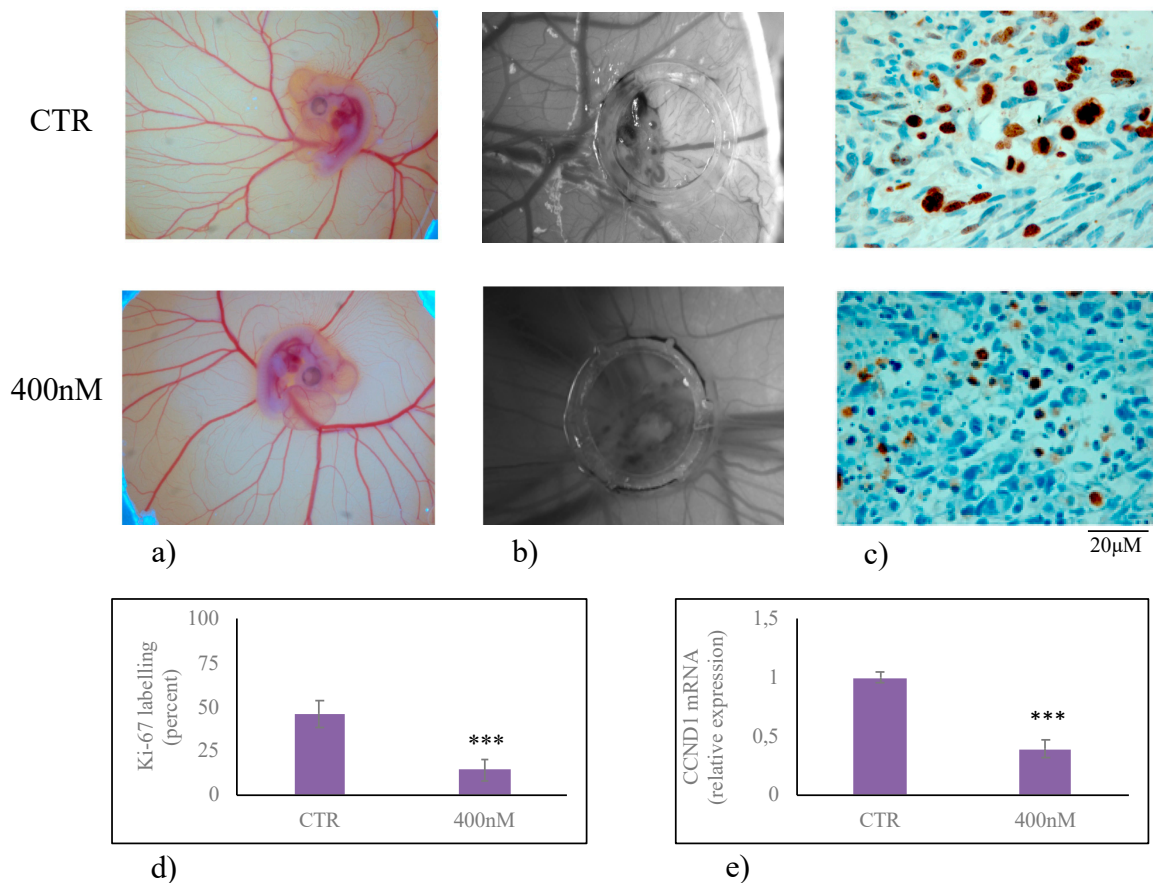 CTR
400nM
a)
b)
c)
20µM
Ki-67 labelling
(percent)
100
75
50
25
0
***
CTR
400nM
d)
CCND1 mRNA
(relative expression)
1,5
1
0,5
0
***
CTR
400nM
e)